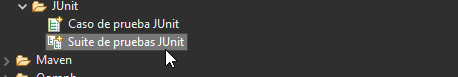 JUnit
Caso de prueba JUnit
Suite de pruebas JUnit
Maven